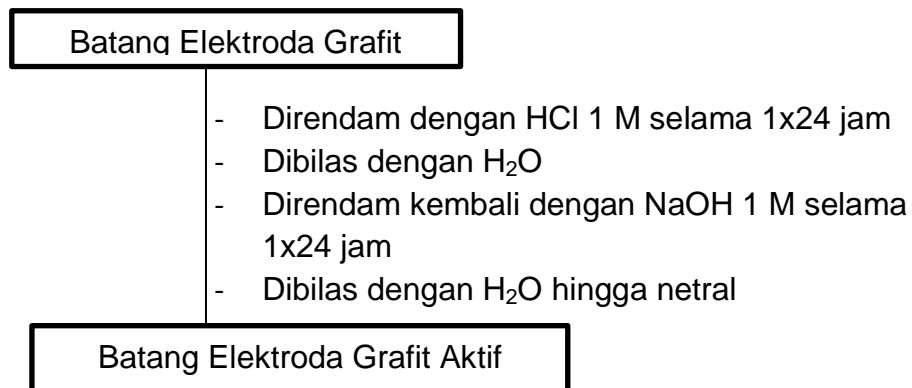 Batang Elektroda Grafit
- Direndam dengan HCl 1 M selama 1x24 jam
- Dibilas dengan H₂O
- Direndam kembali dengan NaOH 1 M selama
1x24 jam
- Dibilas dengan H₂O hingga netral
Batang Elektroda Grafit Aktif